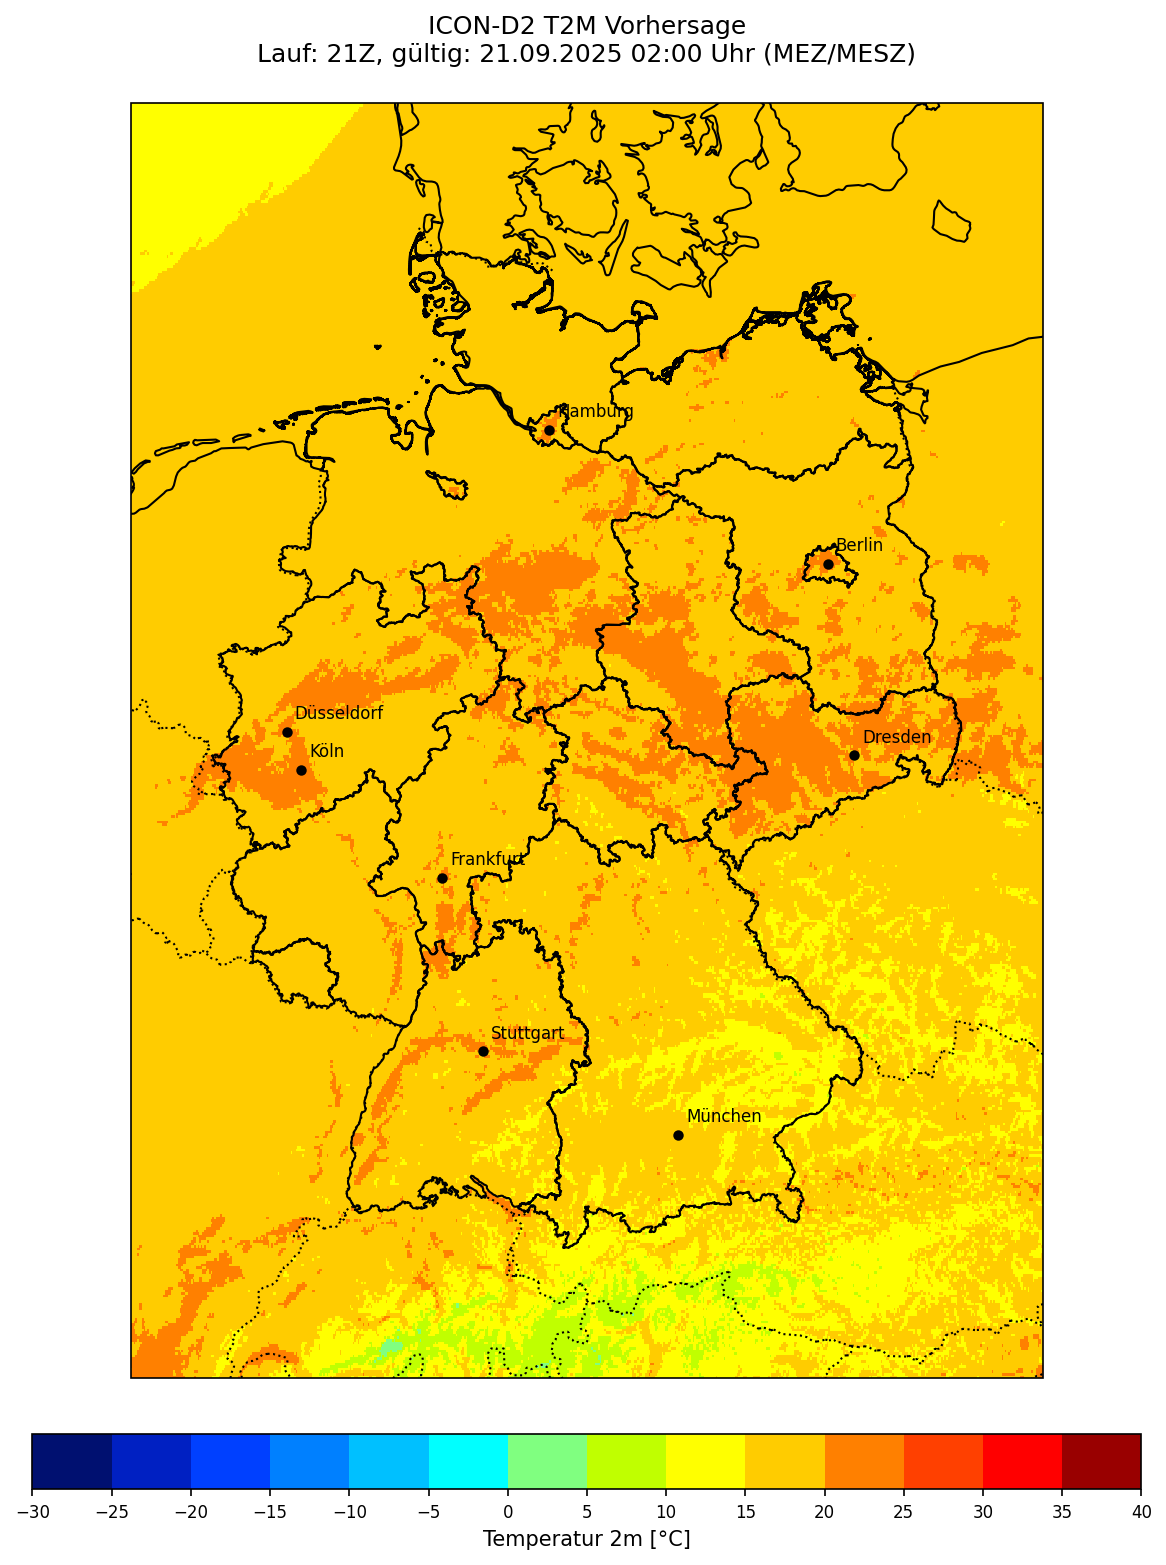 ICON-D2 T2M Vorhersage
Lauf: 21Z, gültig: 21.09.2025 02:00 Uhr (MEZ/MESZ)
Hamburg
Berlin
Düsseldorf
Dresden
Köln
Frankfurt
Stuttgart
München
−30 −25 −20 −15 −10 −5 0 5 10 15 20 25 30 35 40
Temperatur 2m [°C]